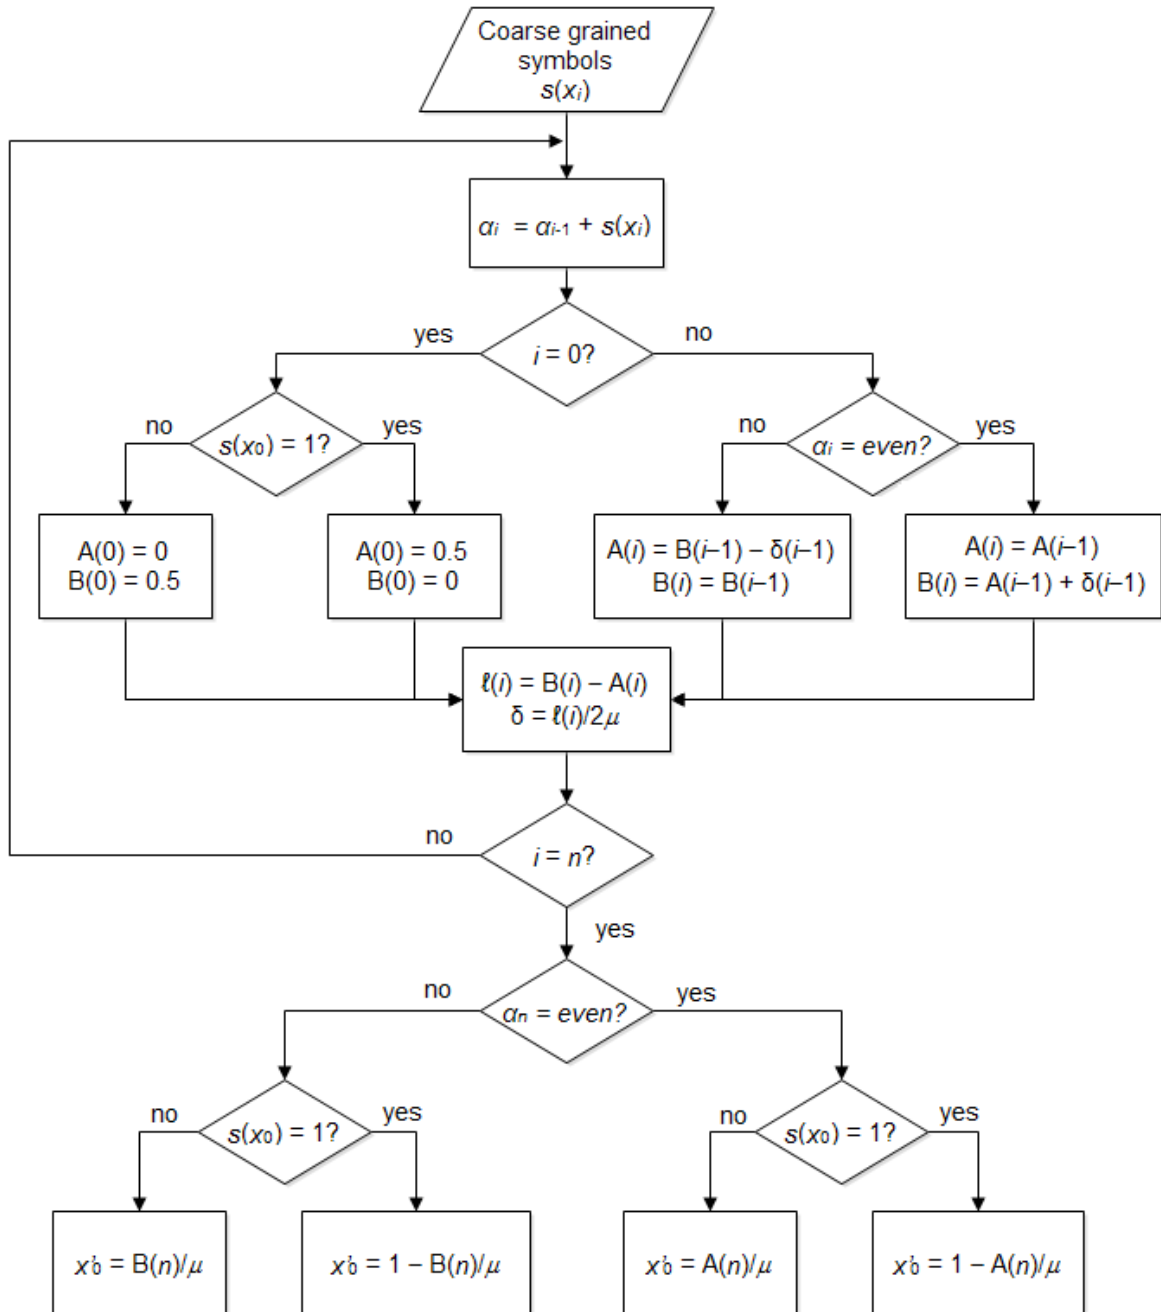 Coarse grained
symbols
s(xᵢ)
αᵢ = αᵢ₋₁ + s(xᵢ)
yes
i = 0?
no
no
s(x₀) = 1?
yes
no
αᵢ = even?
yes
A(0) = 0
B(0) = 0.5
A(0) = 0.5
B(0) = 0
A(i) = B(i–1) – δ(i–1)
B(i) = B(i–1)
A(i) = A(i–1)
B(i) = A(i–1) + δ(i–1)
ℓ(i) = B(i) – A(i)
δ = ℓ(i)/2μ
no
i = n?
yes
no
αₙ = even?
yes
no
s(x₀) = 1?
yes
no
s(x₀) = 1?
yes
x'₀ = B(n)/μ
x'₀ = 1 – B(n)/μ
x'₀ = A(n)/μ
x'₀ = 1 – A(n)/μ